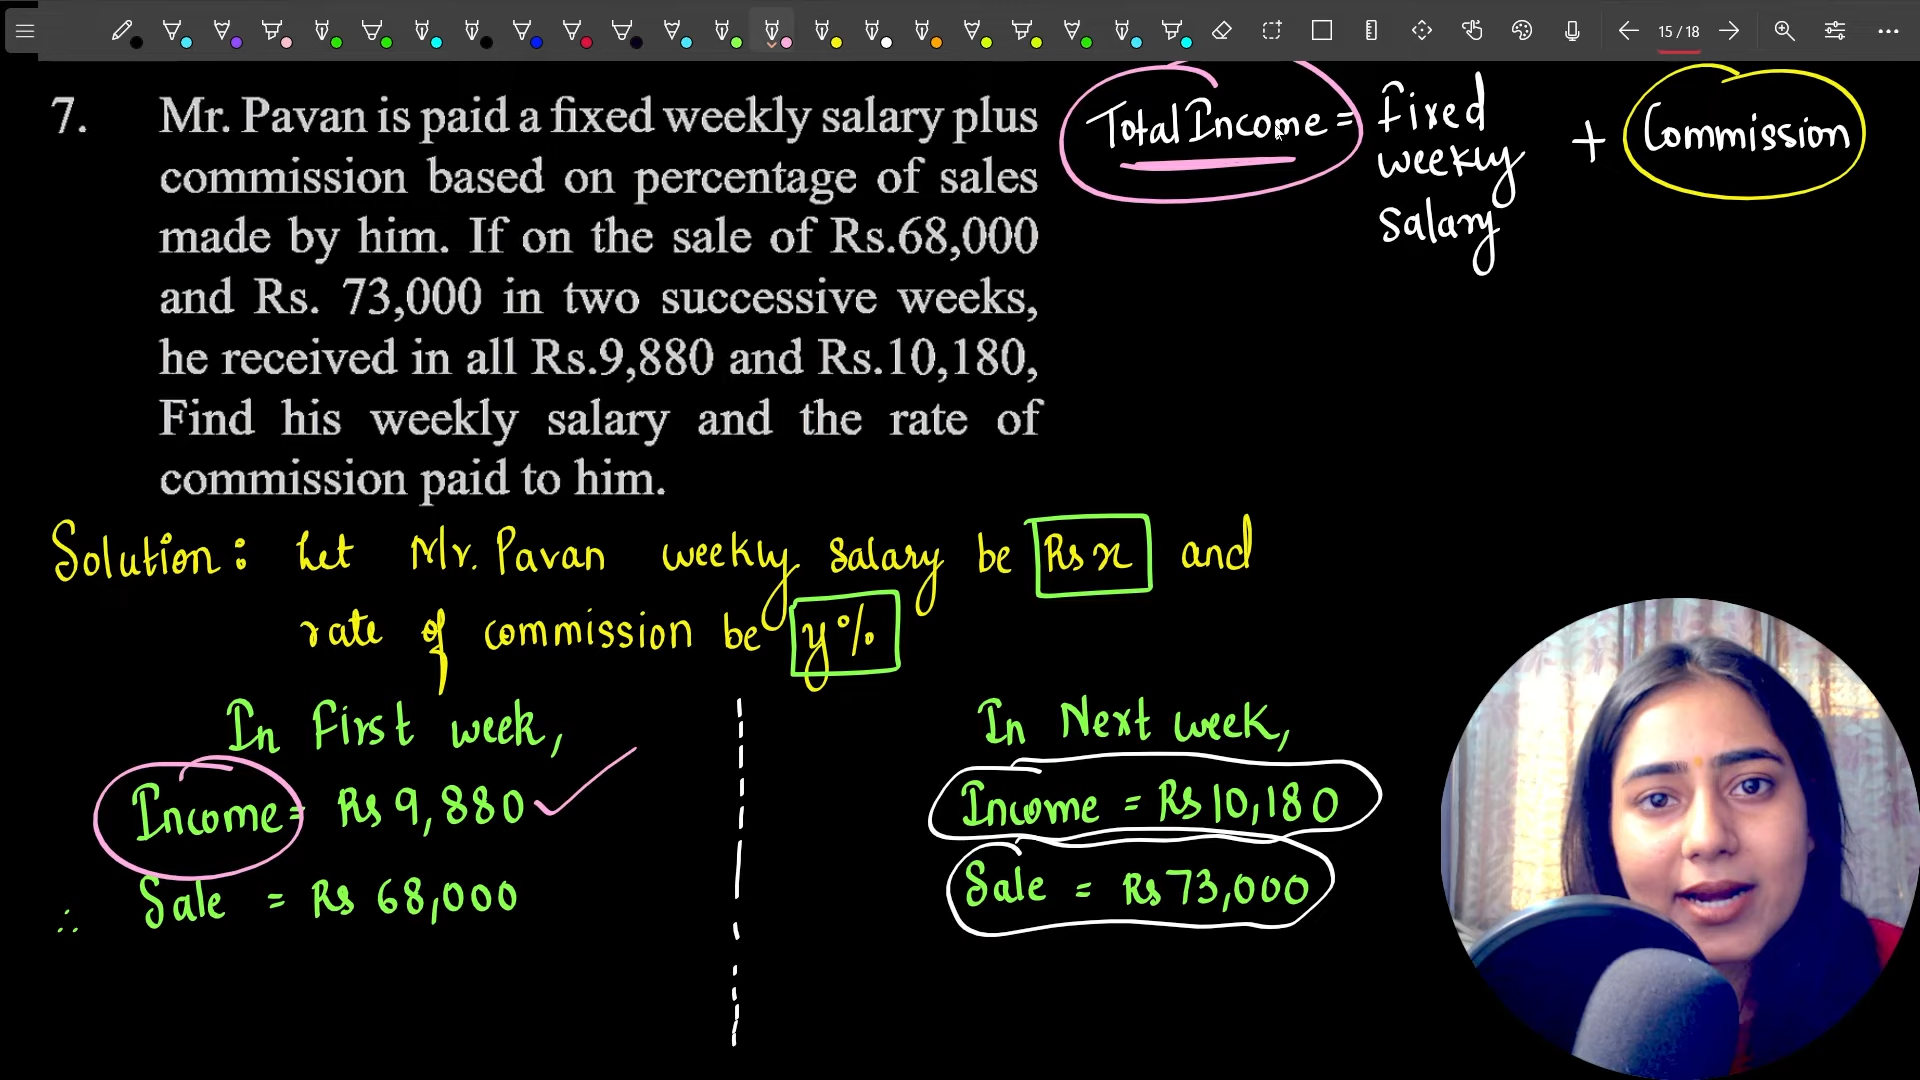 15/18
7. Mr. Pavan is paid a fixed weekly salary plus
commission based on percentage of sales
made by him. If on the sale of Rs.68,000
and Rs. 73,000 in two successive weeks,
he received in all Rs.9,880 and Rs.10,180,
Find his weekly salary and the rate of
commission paid to him.
Total Income = Fixed weekly Salary + Commission
Solution: Let Mr. Pavan weekly salary be Rs x and
rate of commission be y%
In First week,
Income = Rs 9,880
∴ Sale = Rs 68,000
In Next week,
Income = Rs 10,180
Sale = Rs 73,000